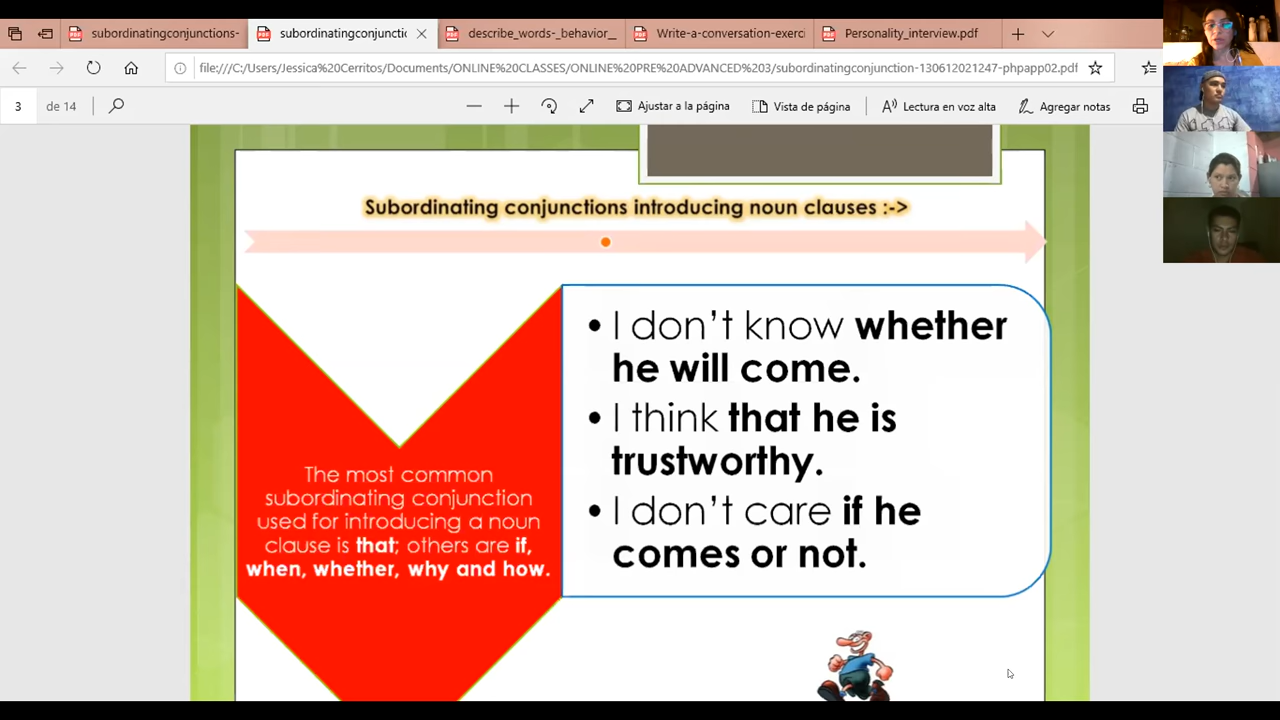 subordinatingconjunctions-
subordinatingconjunctic
describe_words-_behavior_
Write-a-conversation-exerci
Personality_interview.pdf
file:///C:/Users/Jessica%20Cerritos/Documents/ONLINE%20CLASSES/ONLINE%20PRE%20ADVANCED%203/subordinatingconjunction-130612021247-phpapp02.pdf
3 de 14
Ajustar a la página
Vista de página
Lectura en voz alta
Agregar notas
Subordinating conjunctions introducing noun clauses :->
The most common
subordinating conjunction
used for introducing a noun
clause is that; others are if,
when, whether, why and how.
• I don't know whether
he will come.
• I think that he is
trustworthy.
• I don't care if he
comes or not.